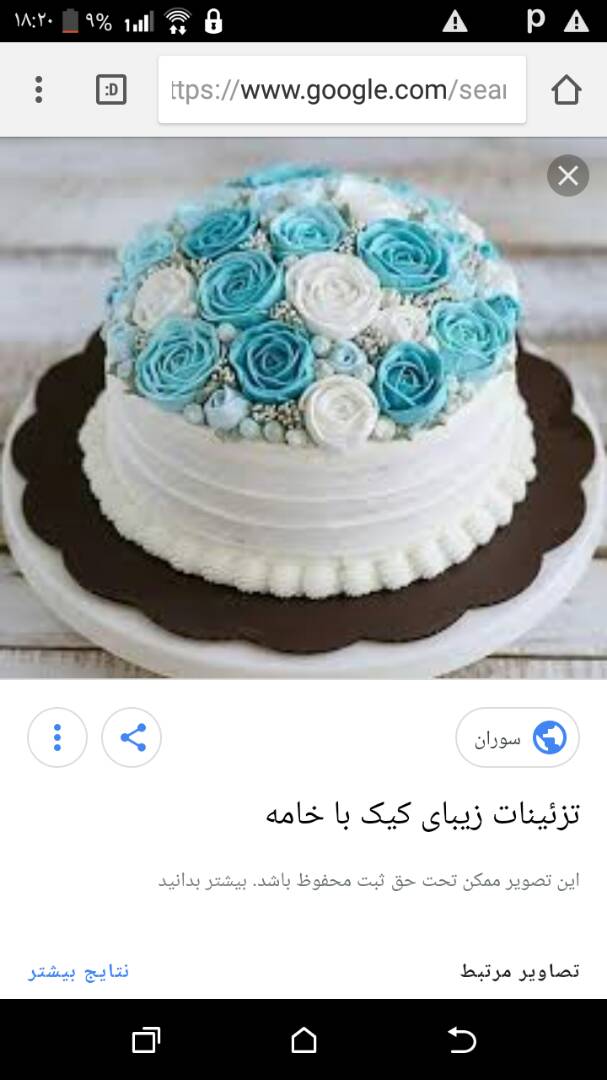 ۱۸:۲۰ ۹% p
:D ttps://www.google.com/sear
سوران
تزئینات زیبای کیک با خامه
این تصویر ممکن تحت حق ثبت محفوظ باشد. بیشتر بدانید
تصاویر مرتبط
نتایج بیشتر